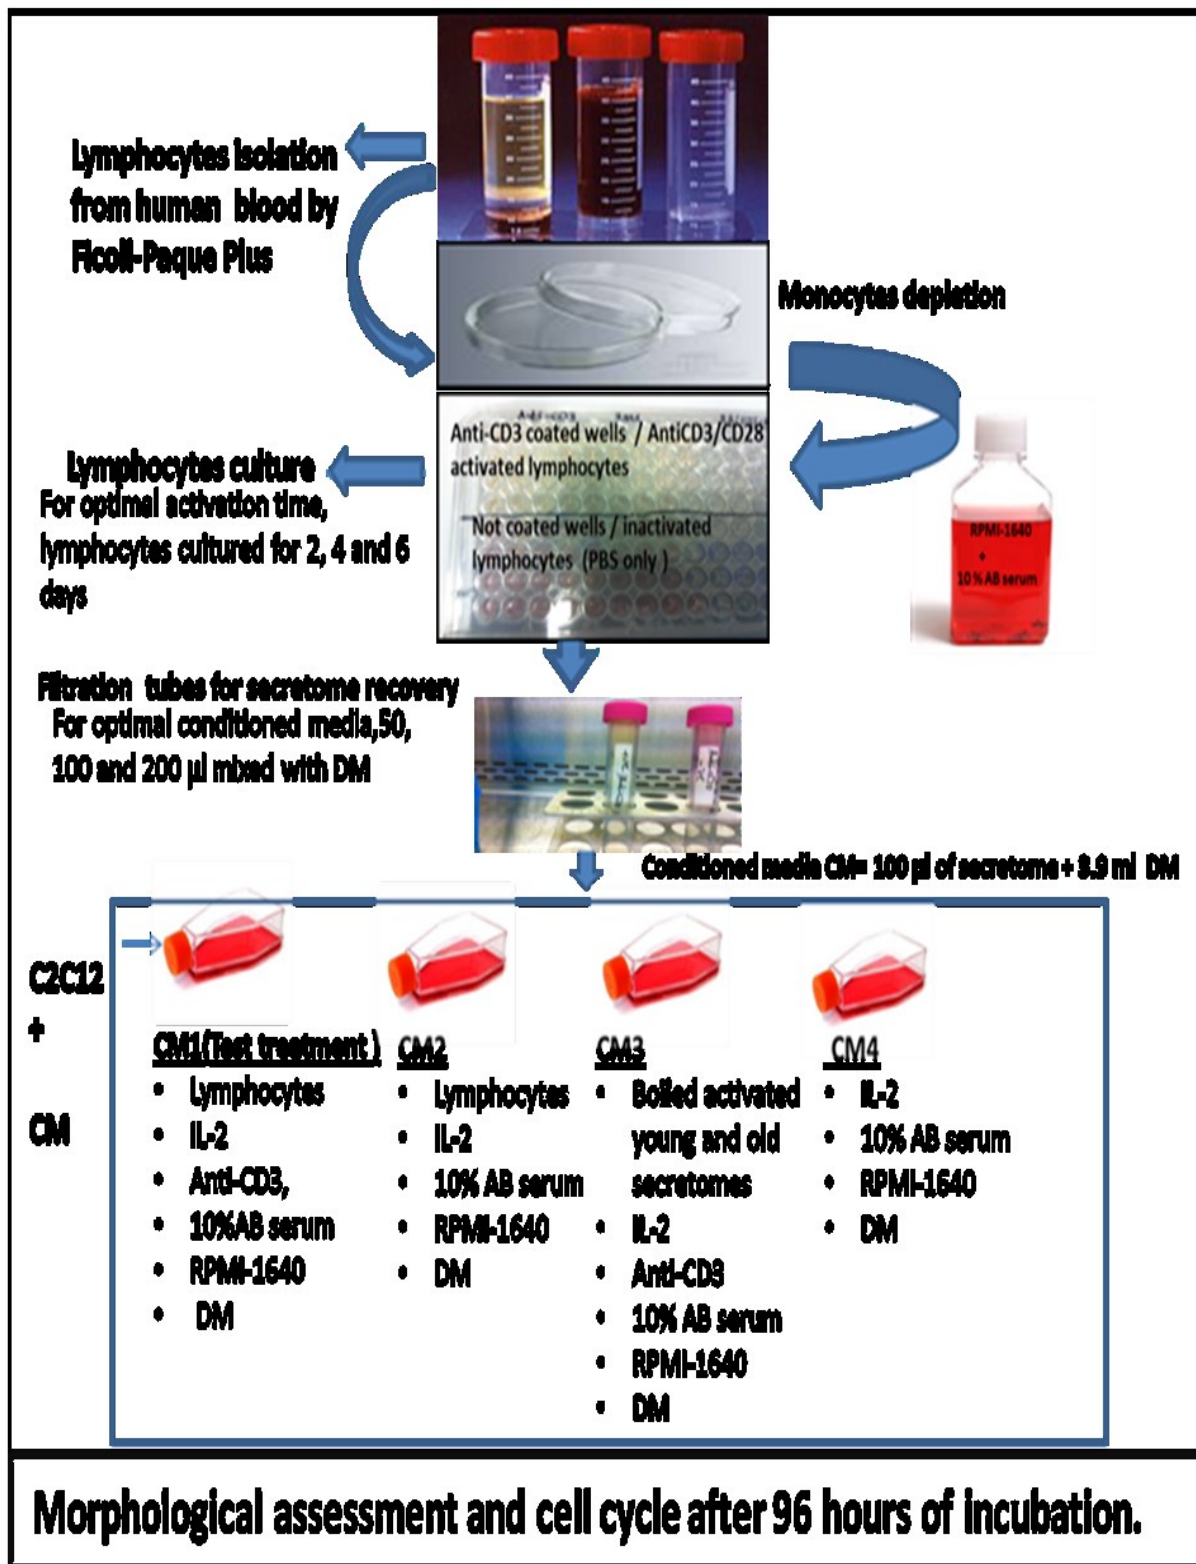 Lymphocytes isolation
from human blood by
Ficoll-Paque Plus
Monocytes depletion
Anti-CD3 coated wells / AntiCD3/CD28
activated lymphocytes
Not coated wells / inactivated
lymphocytes (PBS only )
RPMI-1640
+
10 % AB serum
Lymphocytes culture
For optimal activation time,
lymphocytes cultured for 2, 4 and 6
days
Filtration tubes for secretome recovery
For optimal conditioned media,50,
100 and 200 µl mixed with DM
Conditioned media CM= 100 µl of secretome + 3.9 ml DM
C2C12
+
CM
CM1(Test treatment )
• Lymphocytes
• IL-2
• Anti-CD3,
• 10%AB serum
• RPMI-1640
• DM
CM2
• Lymphocytes
• IL-2
• 10% AB serum
• RPMI-1640
• DM
CM3
• Boiled activated
young and old
secretomes
• IL-2
• Anti-CD3
• 10% AB serum
• RPMI-1640
• DM
CM4
• IL-2
• 10% AB serum
• RPMI-1640
• DM
Morphological assessment and cell cycle after 96 hours of incubation.